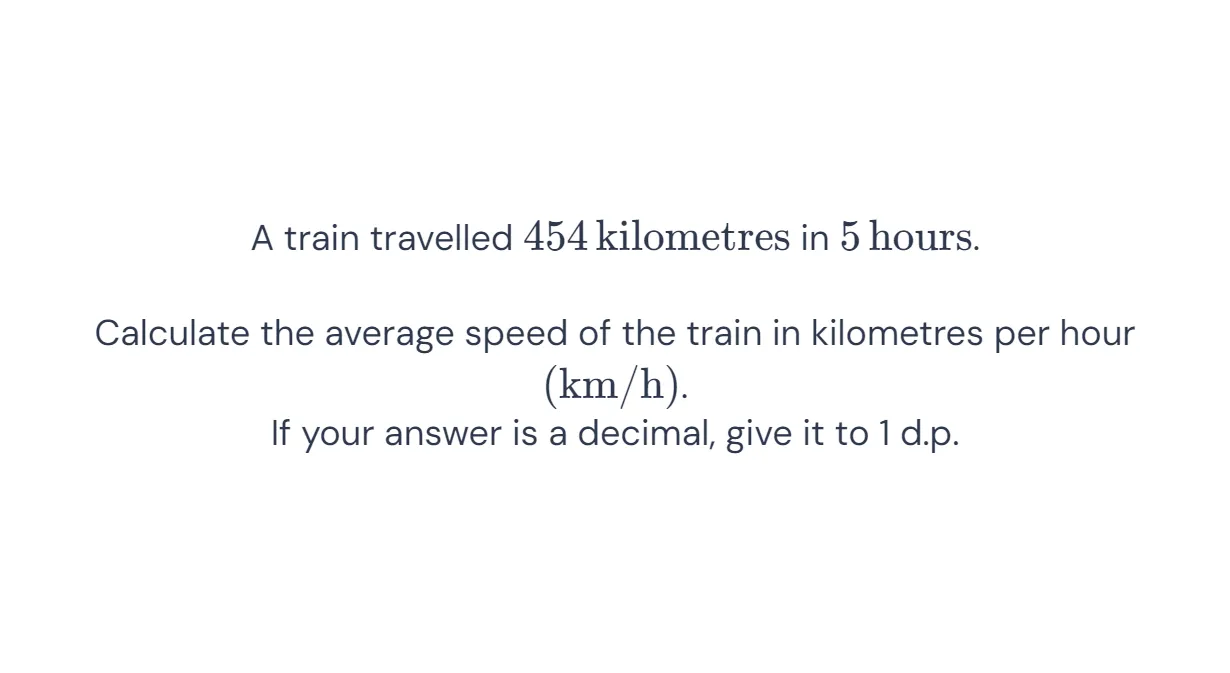 A train travelled 454 kilometres in 5 hours.
Calculate the average speed of the train in kilometres per hour
(km/h).
If your answer is a decimal, give it to 1 d.p.